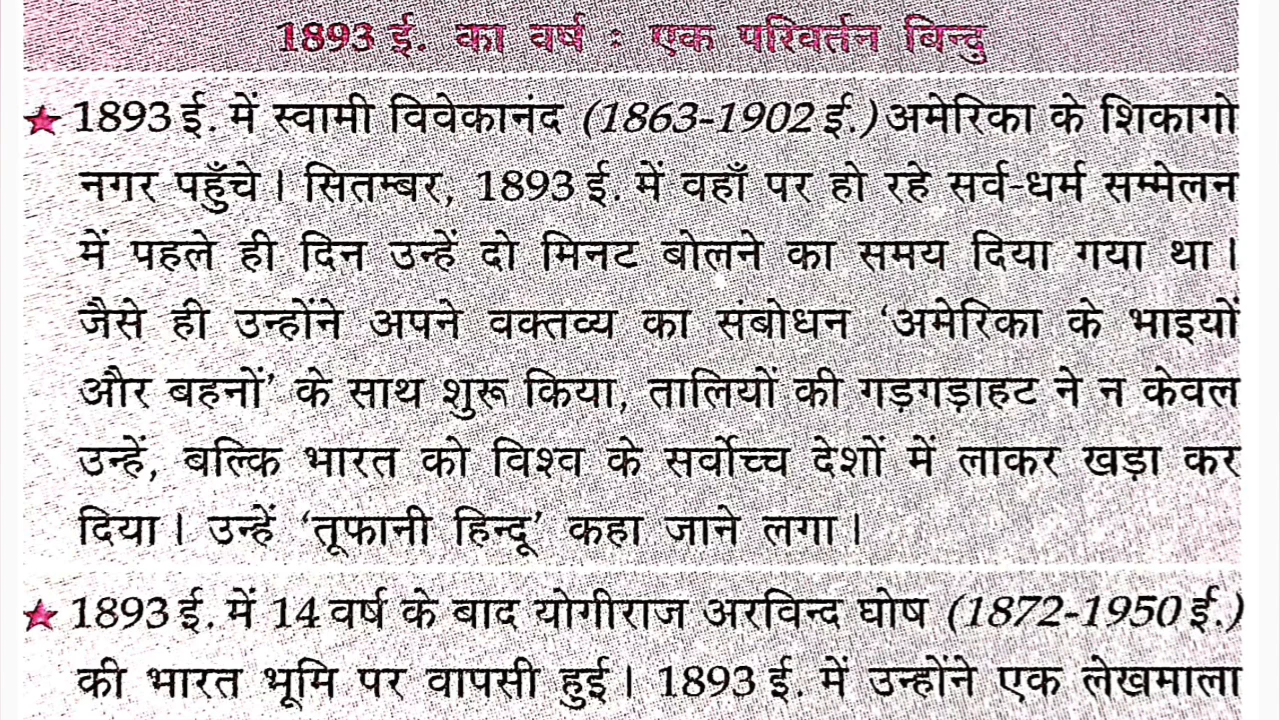 1893 ई. का वर्ष : एक परिवर्तन बिन्दु
★ 1893 ई. में स्वामी विवेकानंद (1863-1902 ई.) अमेरिका के शिकागो
नगर पहुँचे। सितम्बर, 1893 ई. में वहाँ पर हो रहे सर्व-धर्म सम्मेलन
में पहले ही दिन उन्हें दो मिनट बोलने का समय दिया गया था।
जैसे ही उन्होंने अपने वक्तव्य का संबोधन ‘अमेरिका के भाइयों
और बहनों’ के साथ शुरू किया, तालियों की गड़गड़ाहट ने न केवल
उन्हें, बल्कि भारत को विश्व के सर्वोच्च देशों में लाकर खड़ा कर
दिया। उन्हें ‘तूफानी हिन्दू’ कहा जाने लगा।
★ 1893 ई. में 14 वर्ष के बाद योगीराज अरविन्द घोष (1872-1950 ई.)
की भारत भूमि पर वापसी हुई। 1893 ई. में उन्होंने एक लेखमाला